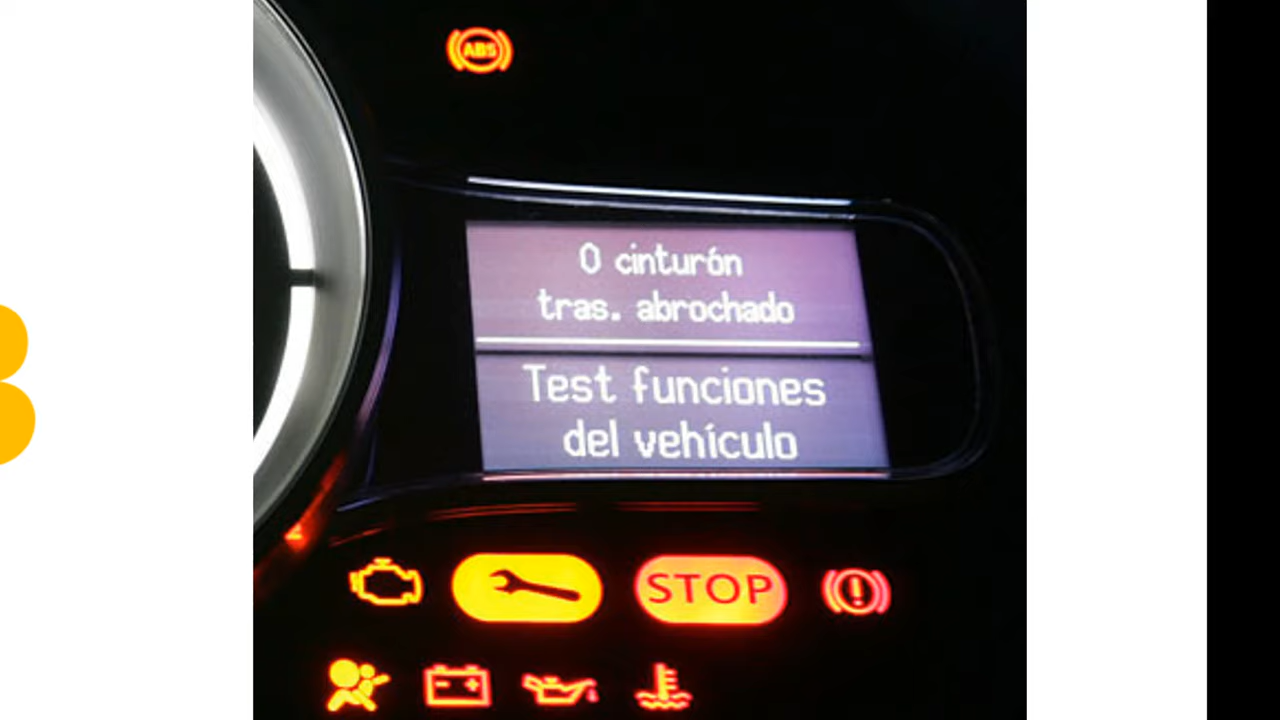 ABS
0 cinturón
tras. abrochado
Test funciones
del vehículo
STOP